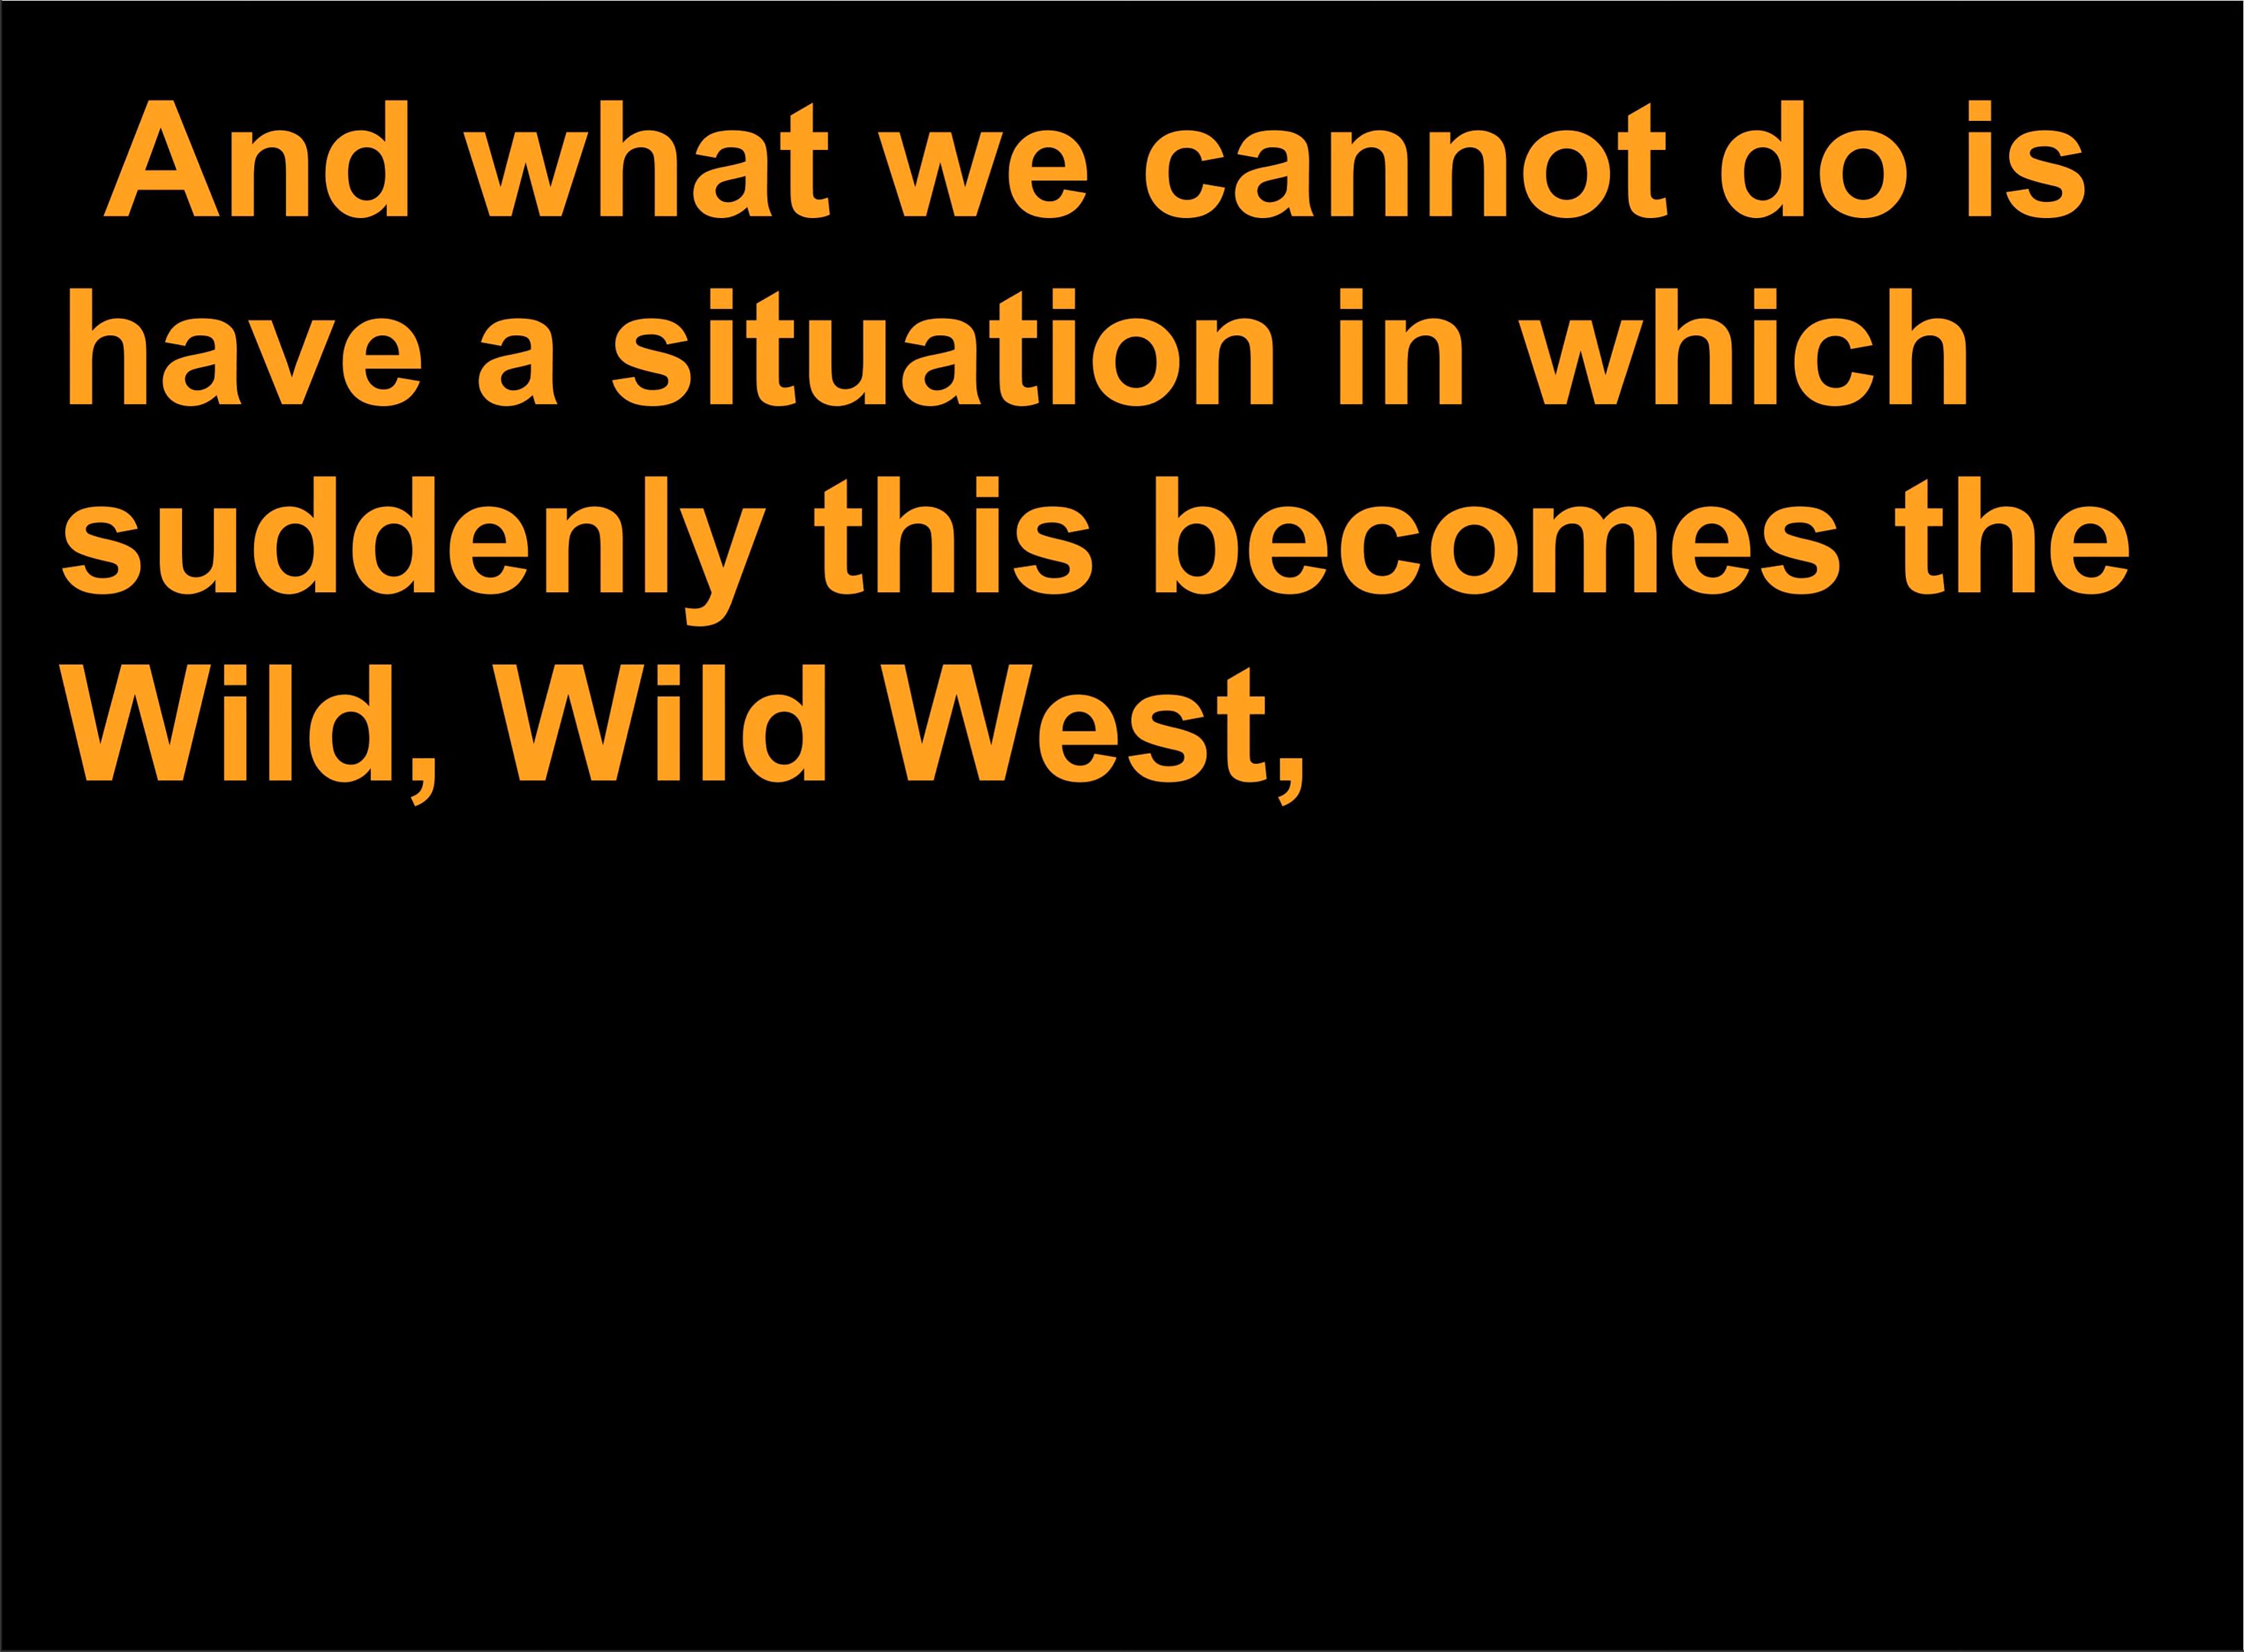 And what we cannot do is
have a situation in which
suddenly this becomes the
Wild, Wild West,